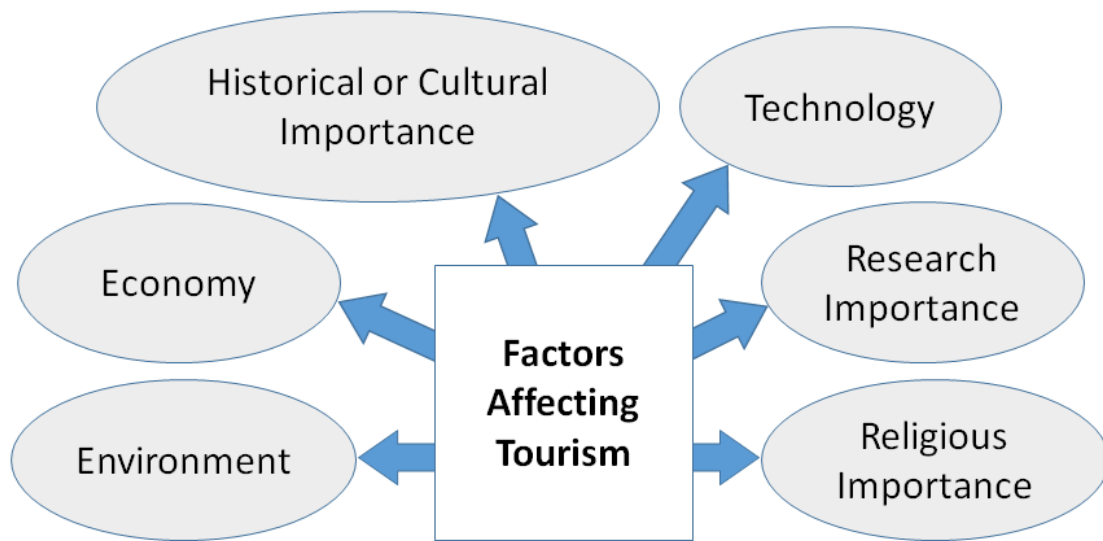 Historical or Cultural
Importance
Technology
Economy
Research
Importance
Factors
Affecting
Tourism
Environment
Religious
Importance